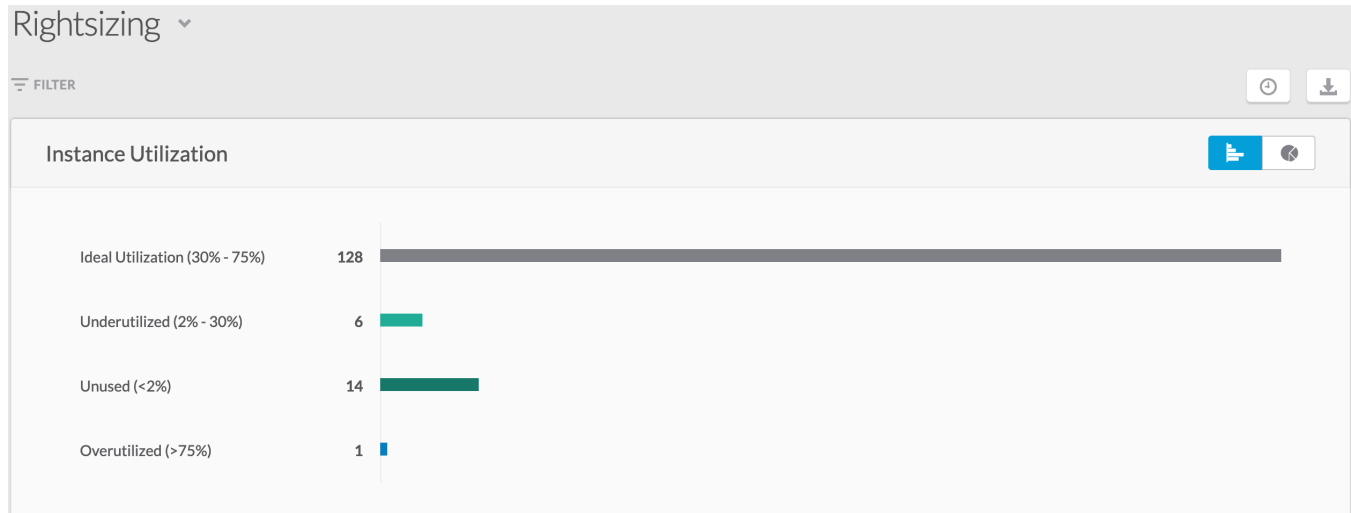 Rightsizing
FILTER
Instance Utilization
Ideal Utilization (30% - 75%) 128
Underutilized (2% - 30%) 6
Unused (<2%) 14
Overutilized (>75%) 1